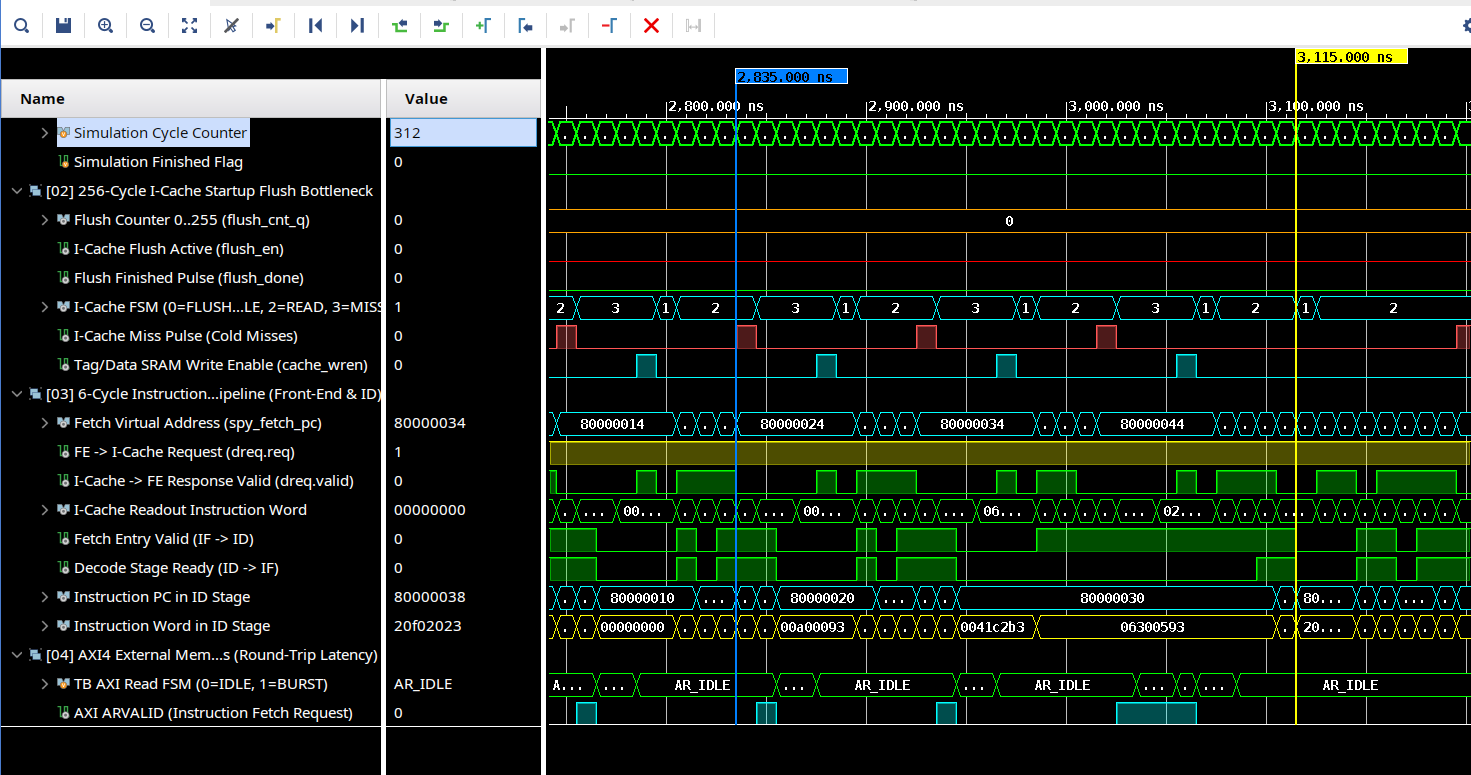 3,115.000 ns
2,835.000 ns
Name Value
2,800.000 ns 2,900.000 ns 3,000.000 ns 3,100.000 ns
Simulation Cycle Counter 312
Simulation Finished Flag 0
[02] 256-Cycle I-Cache Startup Flush Bottleneck
Flush Counter 0..255 (flush_cnt_q) 0 0
I-Cache Flush Active (flush_en) 0
Flush Finished Pulse (flush_done) 0
I-Cache FSM (0=FLUSH...LE, 2=READ, 3=MISS 1 2 3 1 2 3 1 2 3 1 2 3 1 2 1 2
I-Cache Miss Pulse (Cold Misses) 0
Tag/Data SRAM Write Enable (cache_wren) 0
[03] 6-Cycle Instruction...ipeline (Front-End & ID)
Fetch Virtual Address (spy_fetch_pc) 80000034 80000014 80000024 80000034 80000044
FE -> I-Cache Request (dreq.req) 1
I-Cache -> FE Response Valid (dreq.valid) 0
I-Cache Readout Instruction Word 00000000 ... 00... ... 00... ... 06... ... 02...
Fetch Entry Valid (IF -> ID) 0
Decode Stage Ready (ID -> IF) 0
Instruction PC in ID Stage 80000038 80000010 ... 80000020 ... 80000030 80... ...
Instruction Word in ID Stage 20f02023 00000000 00a00093 0041c2b3 06300593 20...
[04] AXI4 External Mem...s (Round-Trip Latency)
TB AXI Read FSM (0=IDLE, 1=BURST) AR_IDLE A... ... AR_IDLE ... AR_IDLE ... AR_IDLE ... . ... AR_IDLE
AXI ARVALID (Instruction Fetch Request) 0